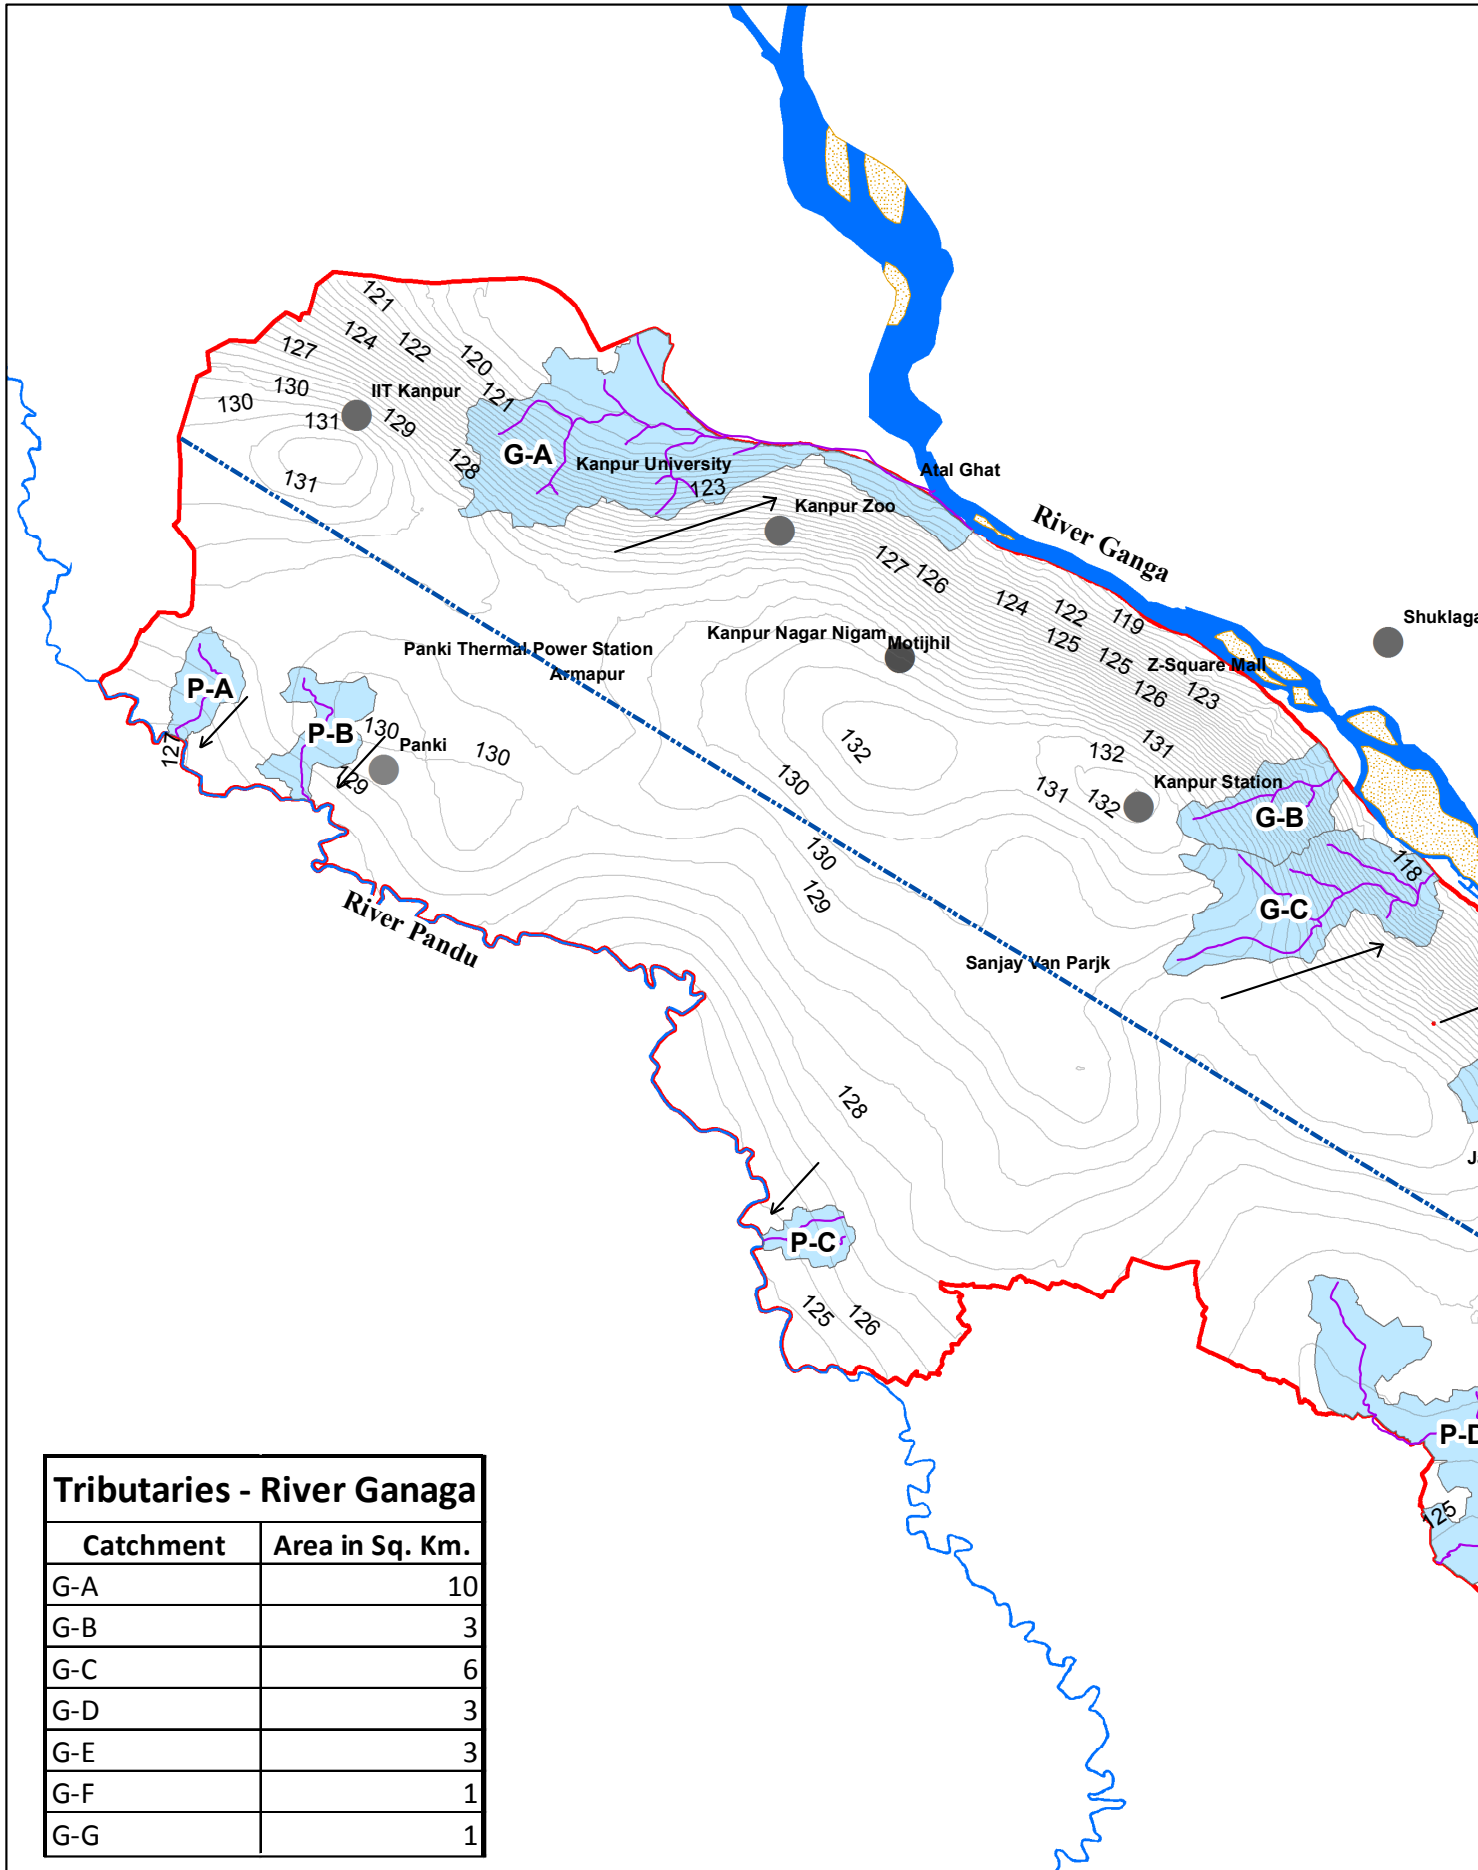 121
124
122
120
127
130
130
131
IIT Kanpur
129
121
128
131
G-A
Kanpur University
123
Atal Ghat
Kanpur Zoo
River Ganga
127
126
124
122
119
125
125
126
123
Shuklaga
Kanpur Nagar Nigam
Motijhil
Z-Square Mall
Panki Thermal Power Station
Armapur
P-A
127
P-B
130
129
Panki
130
132
132
131
130
131
132
Kanpur Station
G-B
130
129
118
G-C
River Pandu
Sanjay Van Parjk
128
P-C
125
126
P-D
125
Tributaries - River Ganaga
Catchment Area in Sq. Km.
G-A 10
G-B 3
G-C 6
G-D 3
G-E 3
G-F 1
G-G 1